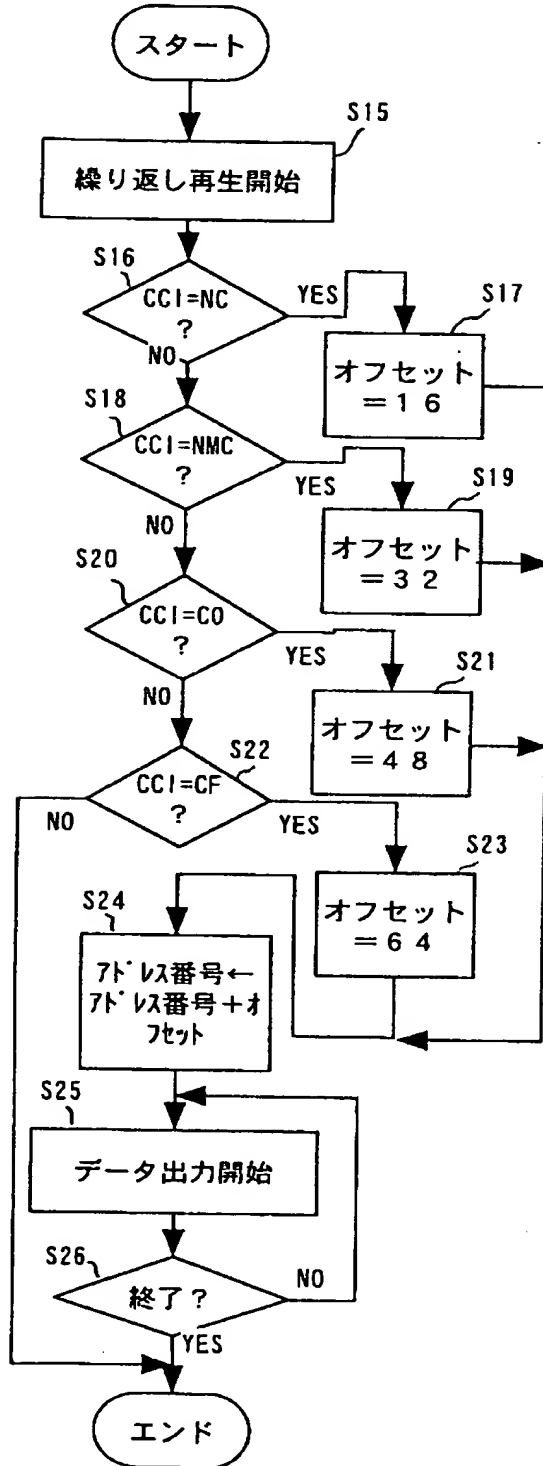 スタート
S15
繰り返し再生開始
S16
CCI=NC
?
YES
NO
S17
オフセット
=16
S18
CCI=NMC
?
YES
NO
S19
オフセット
=32
S20
CCI=CO
?
YES
NO
S21
オフセット
=48
S22
CCI=CF
?
NO
YES
S23
オフセット
=64
S24
アドレス番号←
アドレス番号+オ
フセット
S25
データ出力開始
S26
終了?
NO
YES
エンド